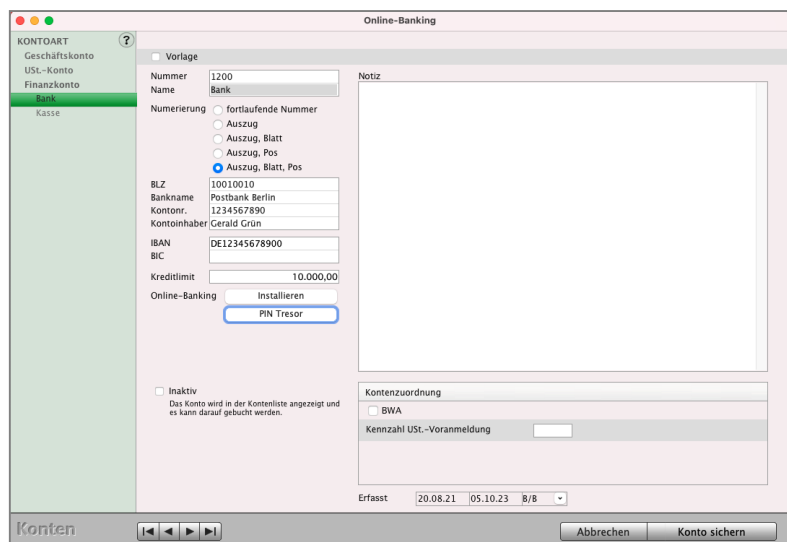 Online-Banking
KONTOART
?
Geschäftskonto
USt.-Konto
Finanzkonto
Bank
Kasse
Vorlage
Nummer 1200
Name Bank
Numerierung fortlaufende Nummer
Auszug
Auszug, Blatt
Auszug, Pos
Auszug, Blatt, Pos
BLZ 10010010
Bankname Postbank Berlin
Kontonr. 1234567890
Kontoinhaber Gerald Grün
IBAN DE12345678900
BIC
Kreditlimit 10.000,00
Online-Banking Installieren
PIN Tresor
Inaktiv
Das Konto wird in der Kontenliste angezeigt und
es kann darauf gebucht werden.
Notiz
Kontenzuordnung
BWA
Kennzahl USt.-Voranmeldung
Erfasst 20.08.21 05.10.23 B/B
Konten
Abbrechen Konto sichern